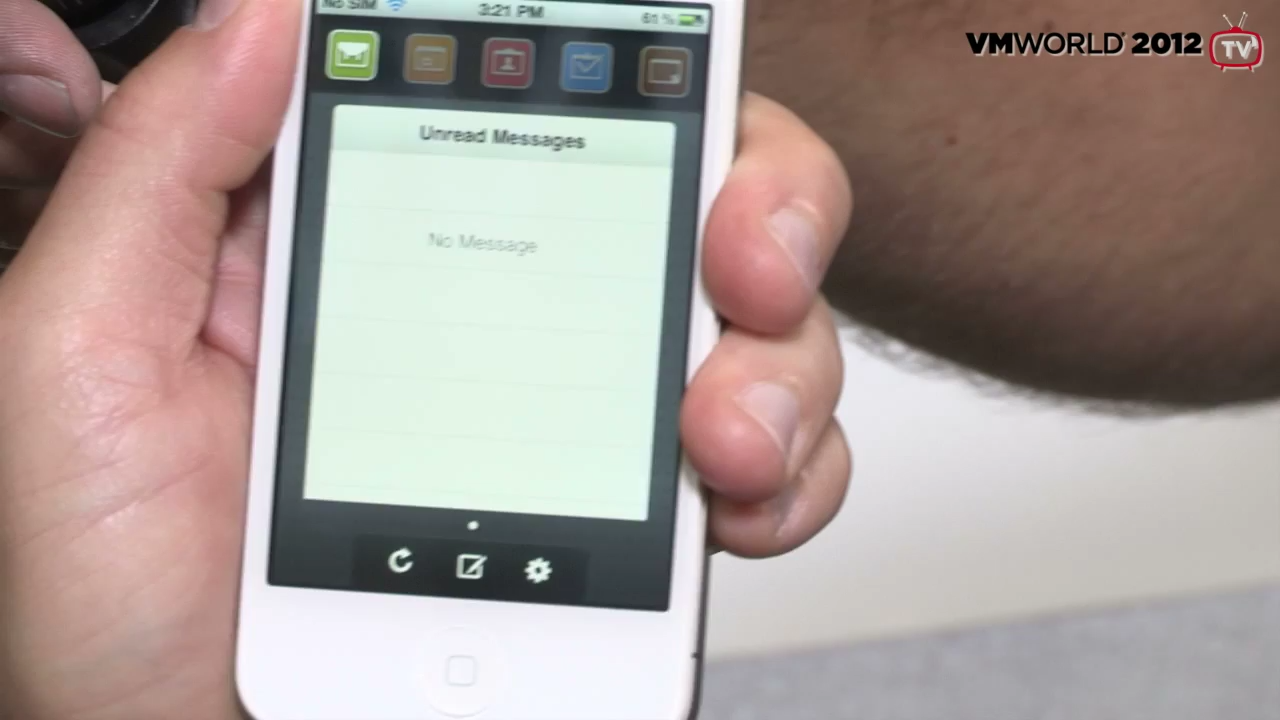 No SIM 3:21 PM 61 %
VMWORLD® 2012 TV
Unread Messages
No Message